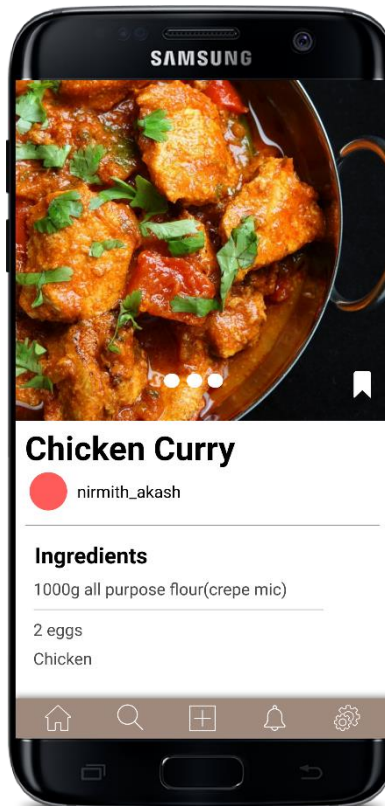 SAMSUNG
Chicken Curry
nirmith_akash
Ingredients
1000g all purpose flour(crepe mic)
2 eggs
Chicken